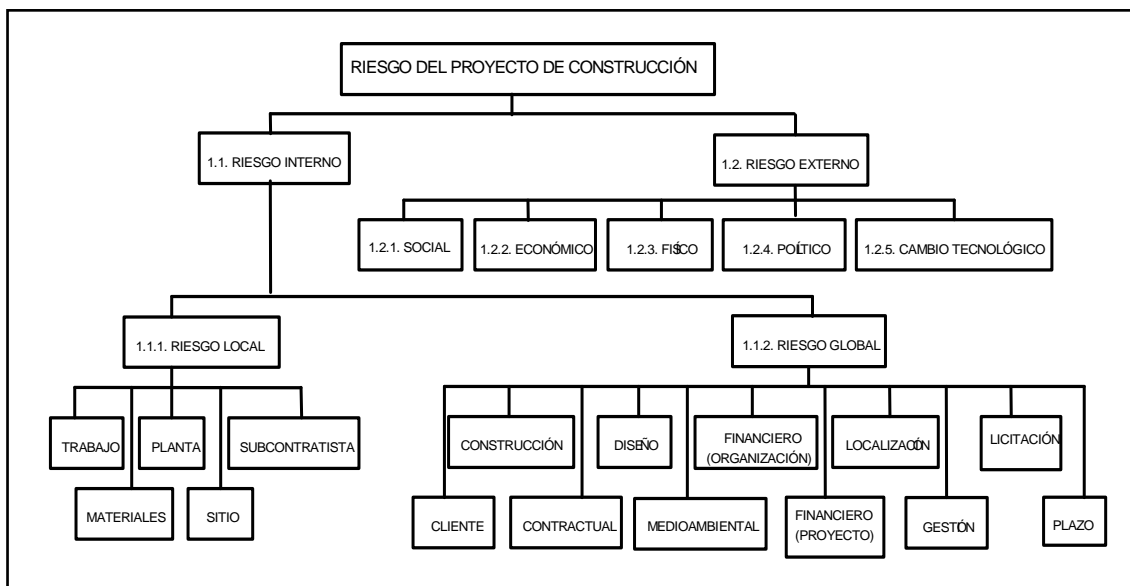 RIESGO DEL PROYECTO DE CONSTRUCCIÓN
1.1. RIESGO INTERNO
1.2. RIESGO EXTERNO
1.2.1. SOCIAL
1.2.2. ECONÓMICO
1.2.3. FISÍCO
1.2.4. POLÍTICO
1.2.5. CAMBIO TECNOLÓGICO
1.1.1. RIESGO LOCAL
1.1.2. RIESGO GLOBAL
TRABAJO
PLANTA
SUBCONTRATISTA
MATERIALES
SITIO
CONSTRUCCIÓN
DISEÑO
FINANCIERO
(ORGANIZACIÓN)
LOCALIZACIÓN
LICITACIÓN
CLIENTE
CONTRACTUAL
MEDIOAMBIENTAL
FINANCIERO
(PROYECTO)
GESTIÓN
PLAZO